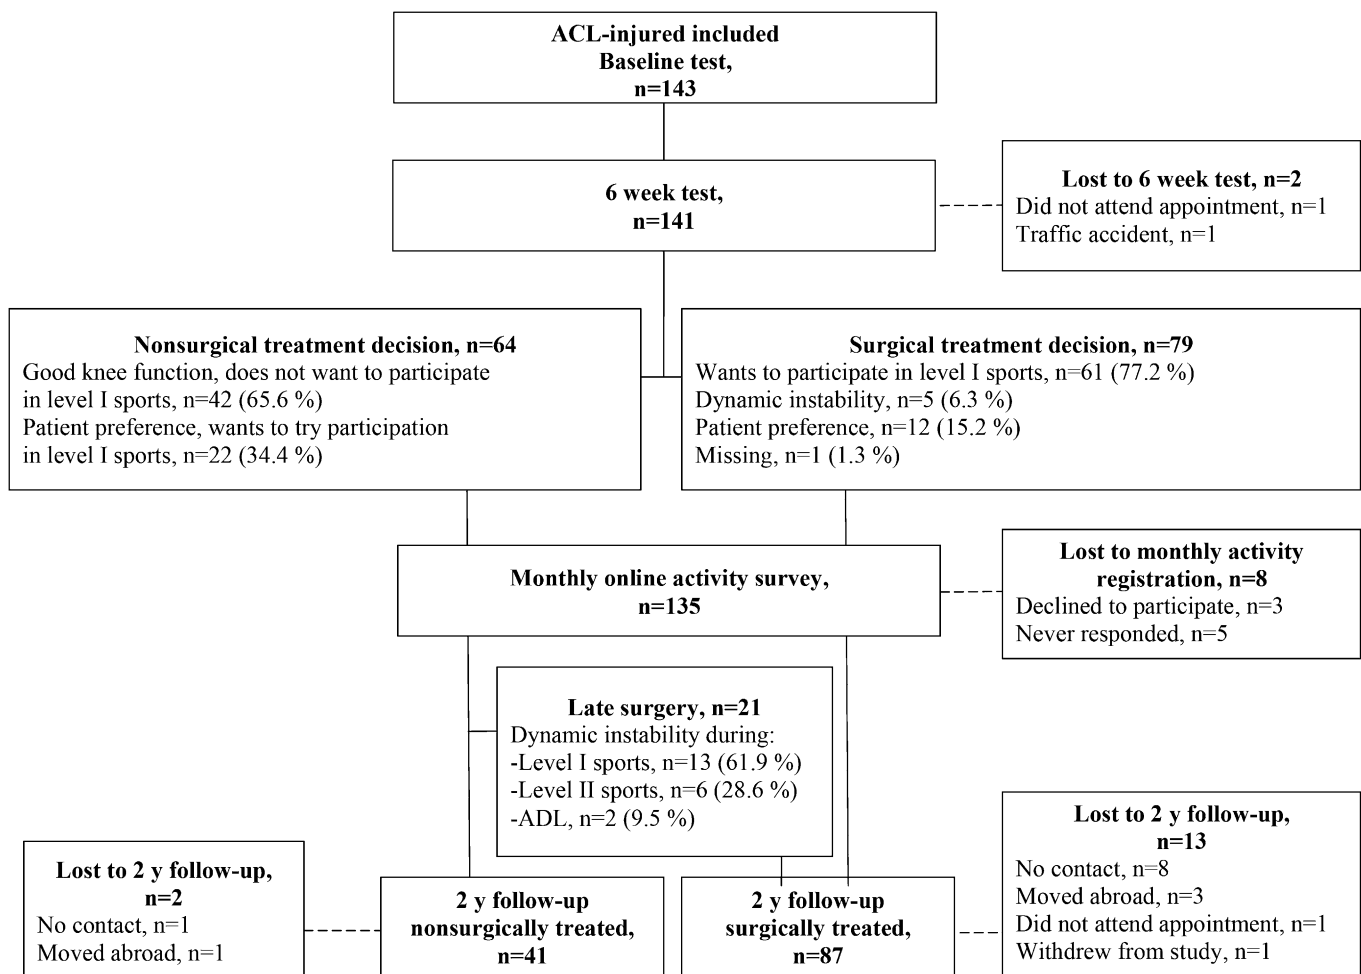 ACL-injured included
Baseline test,
n=143
6 week test,
n=141
Lost to 6 week test, n=2
Did not attend appointment, n=1
Traffic accident, n=1
Nonsurgical treatment decision, n=64
Good knee function, does not want to participate
in level I sports, n=42 (65.6 %)
Patient preference, wants to try participation
in level I sports, n=22 (34.4 %)
Surgical treatment decision, n=79
Wants to participate in level I sports, n=61 (77.2 %)
Dynamic instability, n=5 (6.3 %)
Patient preference, n=12 (15.2 %)
Missing, n=1 (1.3 %)
Monthly online activity survey,
n=135
Lost to monthly activity
registration, n=8
Declined to participate, n=3
Never responded, n=5
Late surgery, n=21
Dynamic instability during:
-Level I sports, n=13 (61.9 %)
-Level II sports, n=6 (28.6 %)
-ADL, n=2 (9.5 %)
Lost to 2 y follow-up,
n=2
No contact, n=1
Moved abroad, n=1
2 y follow-up
nonsurgically treated,
n=41
2 y follow-up
surgically treated,
n=87
Lost to 2 y follow-up,
n=13
No contact, n=8
Moved abroad, n=3
Did not attend appointment, n=1
Withdrew from study, n=1